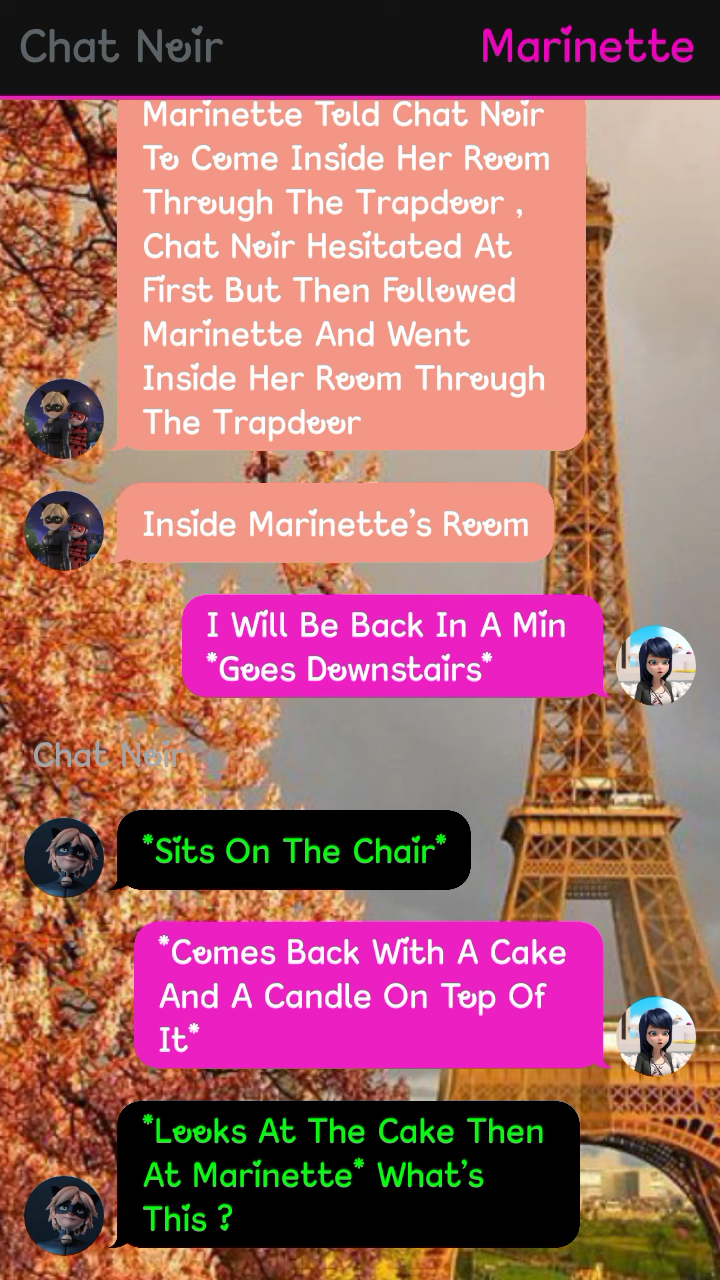 Chat Noir Marinette
Marinette Told Chat Noir
To Come Inside Her Room
Through The Trapdoor ,
Chat Noir Hesitated At
First But Then Followed
Marinette And Went
Inside Her Room Through
The Trapdoor
Inside Marinette's Room
I Will Be Back In A Min
*Goes Downstairs*
Chat Noir
*Sits On The Chair*
*Comes Back With A Cake
And A Candle On Top Of
It*
*Looks At The Cake Then
At Marinette* What's
This ?